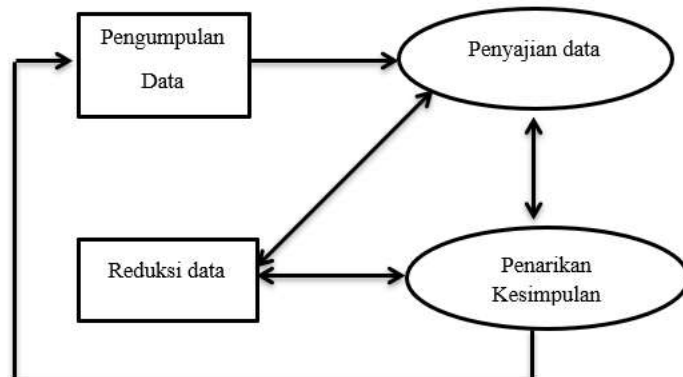 Pengumpulan
Data
Penyajian data
Reduksi data
Penarikan
Kesimpulan